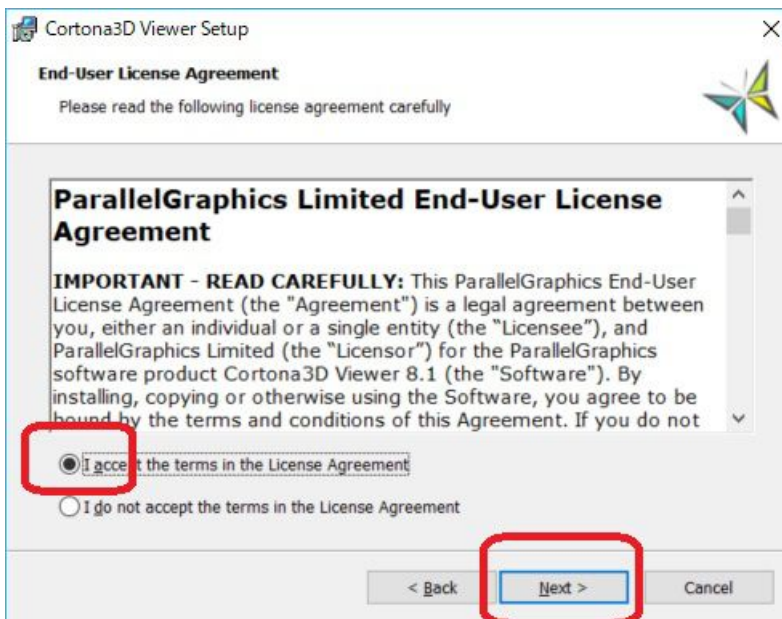 Cortona3D Viewer Setup
End-User License Agreement
Please read the following license agreement carefully
ParallelGraphics Limited End-User License
Agreement
IMPORTANT - READ CAREFULLY: This ParallelGraphics End-User
License Agreement (the "Agreement") is a legal agreement between
you, either an individual or a single entity (the “Licensee”), and
ParallelGraphics Limited (the “Licensor”) for the ParallelGraphics
software product Cortona3D Viewer 8.1 (the "Software"). By
installing, copying or otherwise using the Software, you agree to be
bound by the terms and conditions of this Agreement. If you do not
I accept the terms in the License Agreement
I do not accept the terms in the License Agreement
< Back Next > Cancel